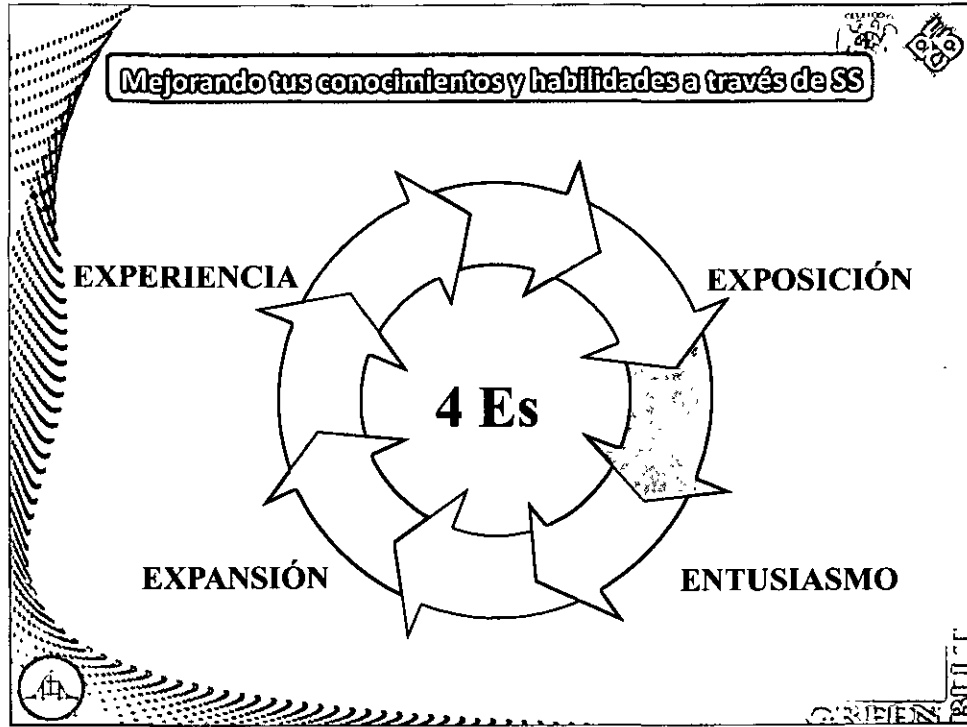 Mejorando tus conocimientos y habilidades a través de SS
EXPERIENCIA
EXPOSICIÓN
4 Es
EXPANSIÓN
ENTUSIASMO